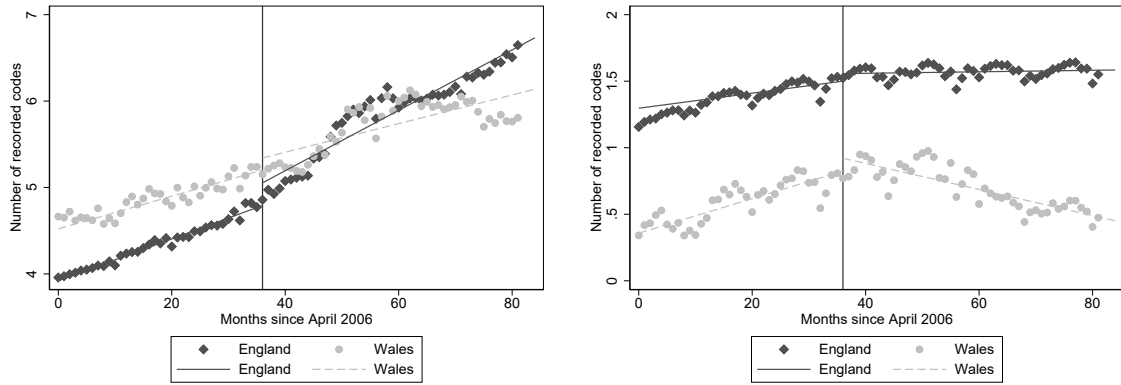 7
6
5
4
Number of recorded codes
0 20 40 60 80
Months since April 2006
England Wales
England Wales
2
1.5
1
.5
0
Number of recorded codes
0 20 40 60 80
Months since April 2006
England Wales
England Wales